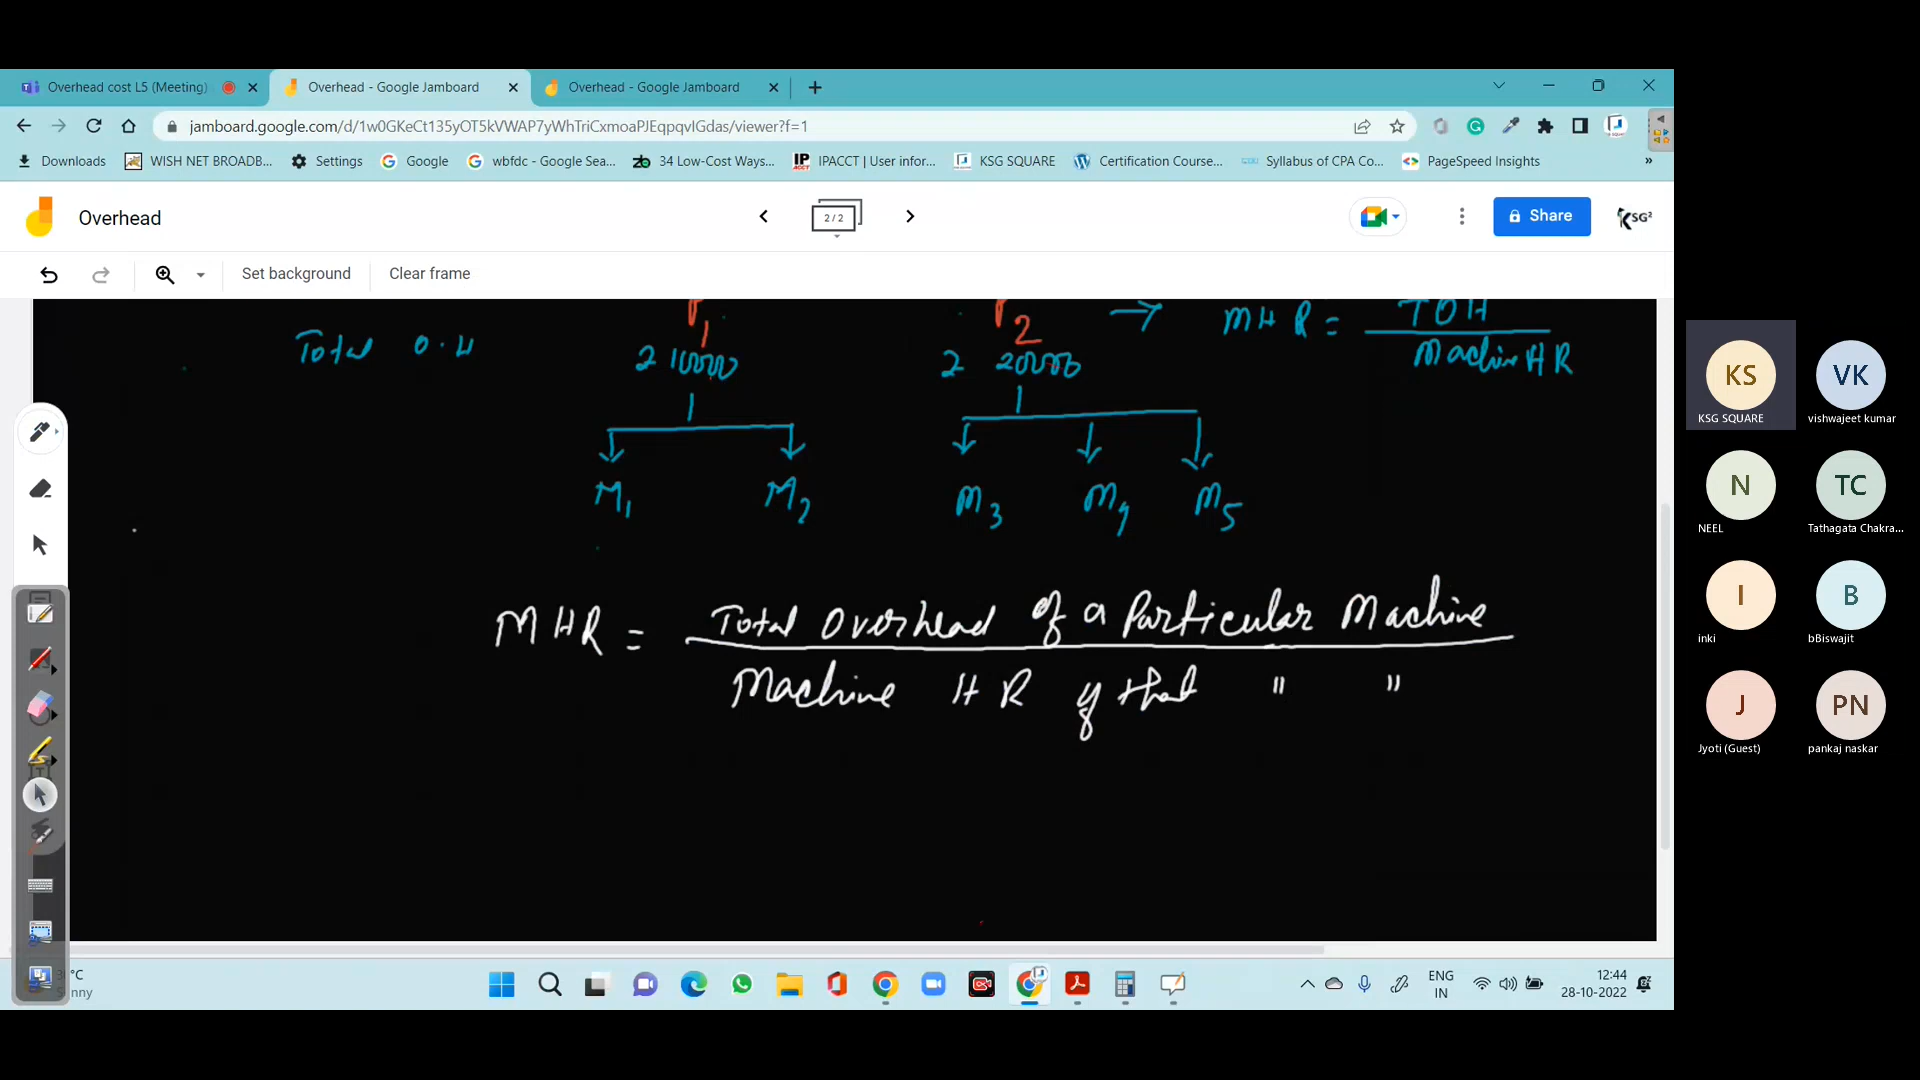 Overhead cost L5 (Meeting) Overhead - Google Jamboard Overhead - Google Jamboard
jamboard.google.com/d/1w0GKeCt135yOT5kVWAP7yWhTriCxmoaPJEqpqvIGdas/viewer?f=1
Downloads WISH NET BROADB... Settings Google wbfdc - Google Sea... 34 Low-Cost Ways... IPACCT | User infor... KSG SQUARE Certification Course... Syllabus of CPA Co... PageSpeed Insights »
Overhead 2 / 2 Share KSG²
Set background Clear frame
P1 P2 → MHR = TOH
Machine HR
Total O.H 2 100000 2 200000
M1 M2 M3 M4 M5
MHR = Total Overhead of a Particular Machine
Machine HR of that " "
KS VK
KSG SQUARE vishwajeet kumar
N TC
NEEL Tathagata Chakra...
I B
inki bBiswajit
J PN
Jyoti (Guest) pankaj naskar
°C
ENG
IN
12:44
28-10-2022